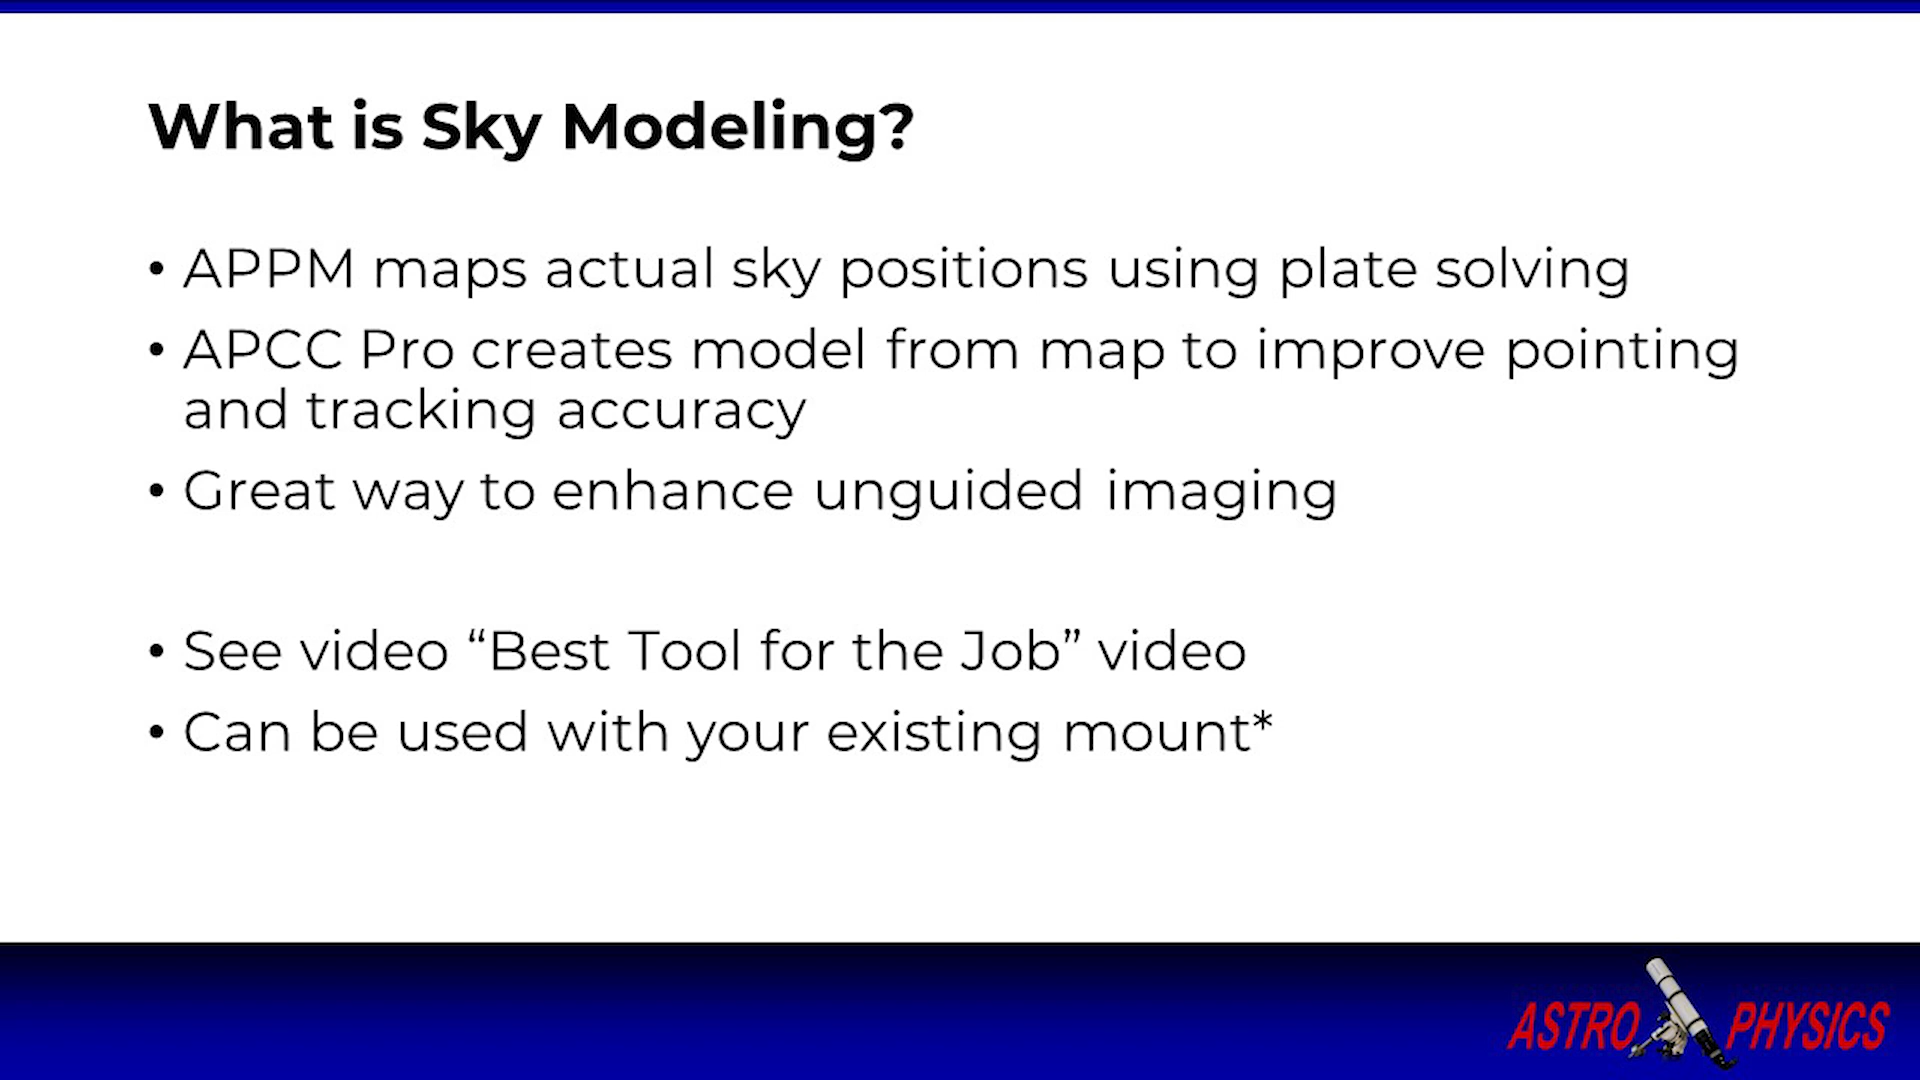 What is Sky Modeling?
• APPM maps actual sky positions using plate solving
• APCC Pro creates model from map to improve pointing
and tracking accuracy
• Great way to enhance unguided imaging
• See video “Best Tool for the Job” video
• Can be used with your existing mount*
ASTRO PHYSICS